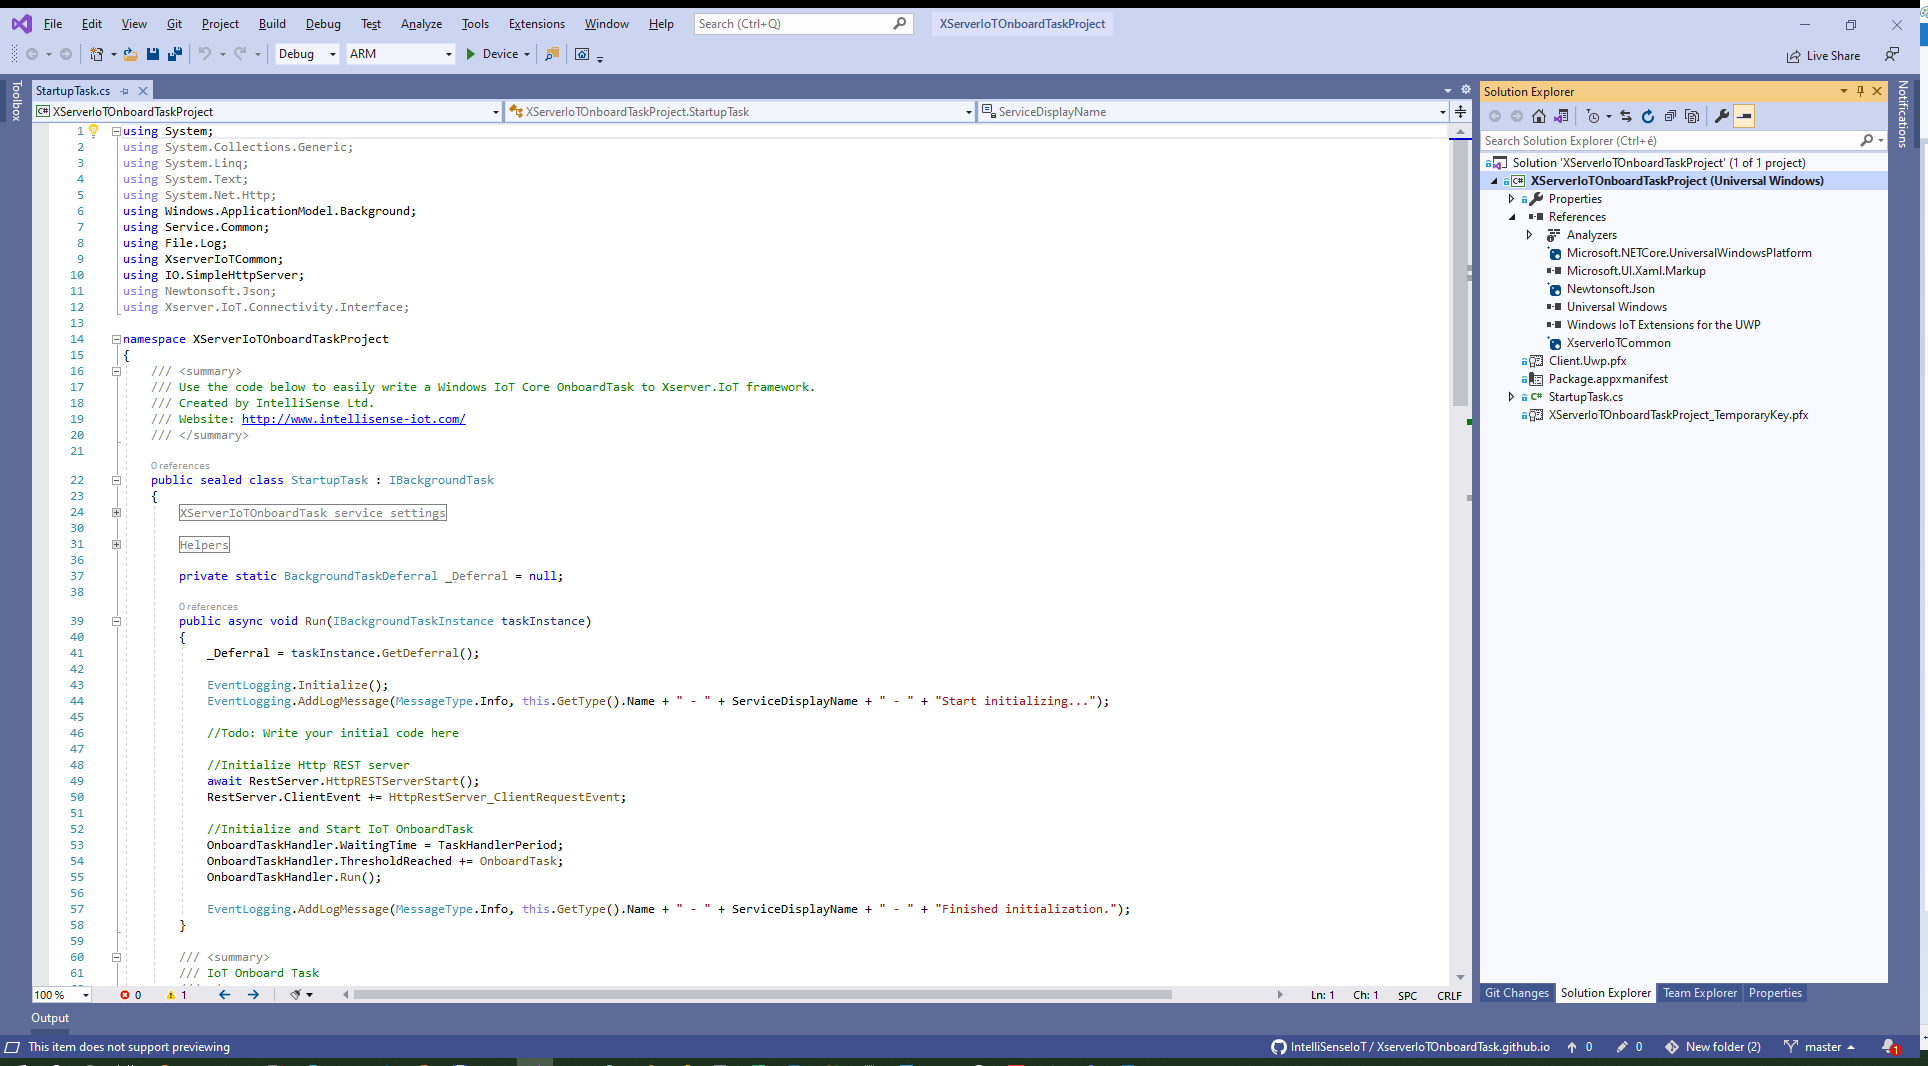 File Edit View Git Project Build Debug Test Analyze Tools Extensions Window Help Search (Ctrl+Q) XServerIoTOnboardTaskProject
Debug ARM Device Live Share
Toolbox
StartupTask.cs
XServerIoTOnboardTaskProject XServerIoTOnboardTaskProject.StartupTask ServiceDisplayName
1 using System;
2 using System.Collections.Generic;
3 using System.Linq;
4 using System.Text;
5 using System.Net.Http;
6 using Windows.ApplicationModel.Background;
7 using Service.Common;
8 using File.Log;
9 using XserverIoTCommon;
10 using IO.SimpleHttpServer;
11 using Newtonsoft.Json;
12 using Xserver.IoT.Connectivity.Interface;
13
14 namespace XServerIoTOnboardTaskProject
15 {
16 /// <summary>
17 /// Use the code below to easily write a Windows IoT Core OnboardTask to Xserver.IoT framework.
18 /// Created by IntelliSense Ltd.
19 /// Website: http://www.intellisense-iot.com/
20 /// </summary>
21
0 references
22 public sealed class StartupTask : IBackgroundTask
23 {
24 XServerIoTOnboardTask service settings
30
31 Helpers
36
37 private static BackgroundTaskDeferral _Deferral = null;
38
0 references
39 public async void Run(IBackgroundTaskInstance taskInstance)
40 {
41 _Deferral = taskInstance.GetDeferral();
42
43 EventLogging.Initialize();
44 EventLogging.AddLogMessage(MessageType.Info, this.GetType().Name + " - " + ServiceDisplayName + " - " + "Start initializing...");
45
46 //Todo: Write your initial code here
47
48 //Initialize Http REST server
49 await RestServer.HttpRESTServerStart();
50 RestServer.ClientEvent += HttpRestServer_ClientRequestEvent;
51
52 //Initialize and Start IoT OnboardTask
53 OnboardTaskHandler.WaitingTime = TaskHandlerPeriod;
54 OnboardTaskHandler.ThresholdReached += OnboardTask;
55 OnboardTaskHandler.Run();
56
57 EventLogging.AddLogMessage(MessageType.Info, this.GetType().Name + " - " + ServiceDisplayName + " - " + "Finished initialization.");
58 }
59
60 /// <summary>
61 /// IoT Onboard Task
100 % 0 1 Ln: 1 Ch: 1 SPC CRLF
Solution Explorer
Search Solution Explorer (Ctrl+é)
Solution 'XServerIoTOnboardTaskProject' (1 of 1 project)
C# XServerIoTOnboardTaskProject (Universal Windows)
Properties
References
Analyzers
Microsoft.NETCore.UniversalWindowsPlatform
Microsoft.UI.Xaml.Markup
Newtonsoft.Json
Universal Windows
Windows IoT Extensions for the UWP
XserverIoTCommon
Client.Uwp.pfx
Package.appxmanifest
C# StartupTask.cs
XServerIoTOnboardTaskProject_TemporaryKey.pfx
Git Changes Solution Explorer Team Explorer Properties
Notifications
Output
This item does not support previewing IntelliSenseIoT / XserverIoTOnboardTask.github.io 0 0 New folder (2) master 1